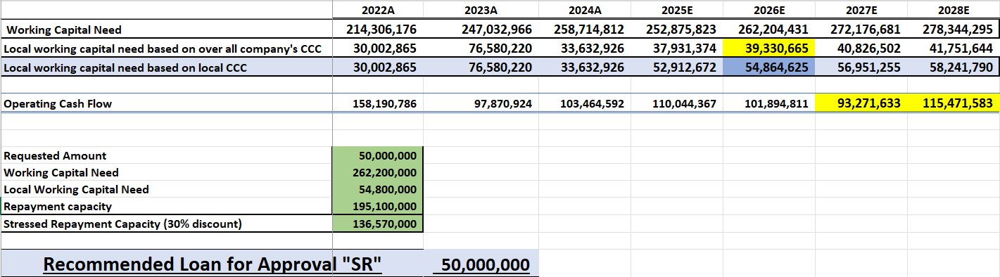 2022A 2023A 2024A 2025E 2026E 2027E 2028E
Working Capital Need 214,306,176 247,032,966 258,714,812 252,875,823 262,204,431 272,176,681 278,344,295
Local working capital need based on over all company's CCC 30,002,865 76,580,220 33,632,926 37,931,374 39,330,665 40,826,502 41,751,644
Local working capital need based on local CCC 30,002,865 76,580,220 33,632,926 52,912,672 54,864,625 56,951,255 58,241,790
Operating Cash Flow 158,190,786 97,870,924 103,464,592 110,044,367 101,894,811 93,271,633 115,471,583
Requested Amount 50,000,000
Working Capital Need 262,200,000
Local Working Capital Need 54,800,000
Repayment capacity 195,100,000
Stressed Repayment Capacity (30% discount) 136,570,000
Recommended Loan for Approval "SR" 50,000,000